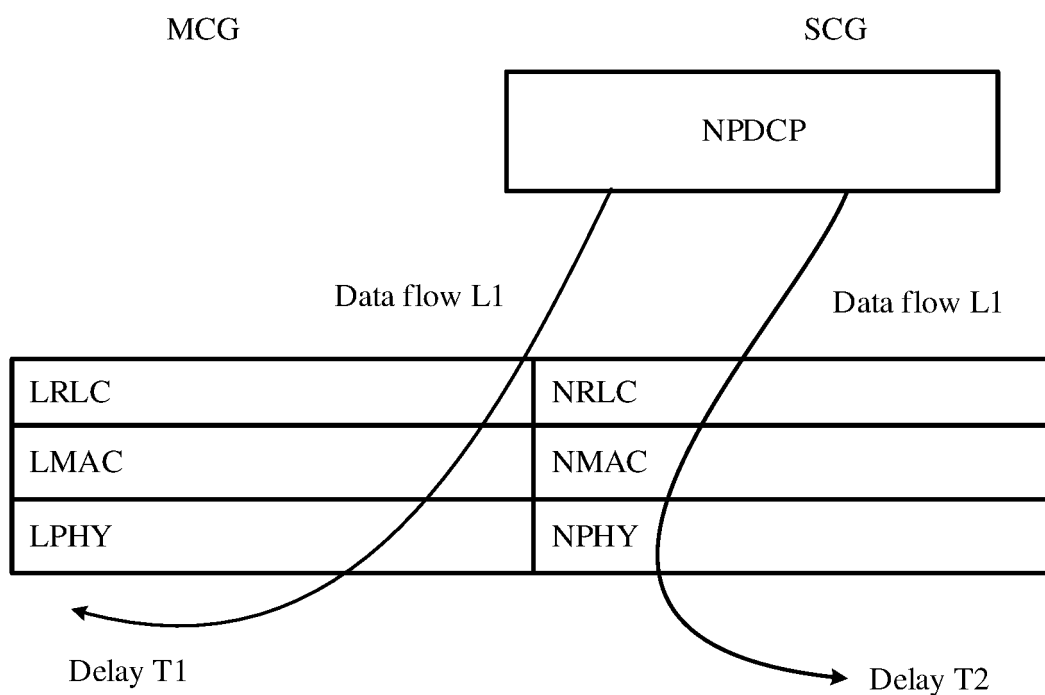 MCG
SCG
NPDCP
Data flow L1
Data flow L1
LRLC
NRLC
LMAC
NMAC
LPHY
NPHY
Delay T1
Delay T2